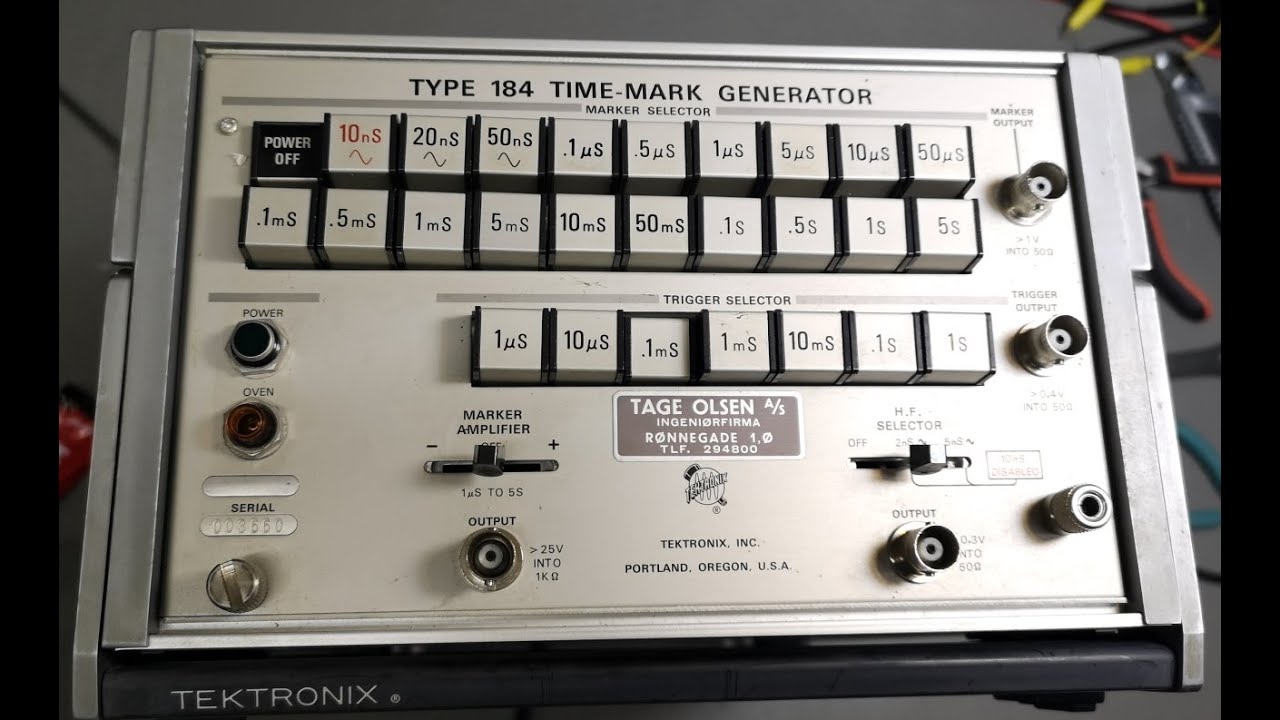 TYPE 184 TIME-MARK GENERATOR
MARKER SELECTOR
MARKER
OUTPUT
POWER
OFF
10nS
20nS
50nS
.1μS
.5μS
1μS
5μS
10μS
50μS
.1mS
.5mS
1mS
5mS
10mS
50mS
.1S
.5S
1S
5S
>1V
INTO 50Ω
TRIGGER SELECTOR
TRIGGER
OUTPUT
1μS
10μS
.1mS
1mS
10mS
.1S
1S
>0.4V
INTO 50Ω
POWER
OVEN
MARKER
AMPLIFIER
- OFF +
1μS TO 5S
TAGE OLSEN A/S
INGENIØRFIRMA
RØNNEGADE 1,Ø
TLF. 294800
TEKTRONIX
®
H.F.
SELECTOR
OFF 2nS 5nS
10nS
DISABLED
SERIAL
003660
OUTPUT
>25V
INTO
1KΩ
TEKTRONIX, INC.
PORTLAND, OREGON, U.S.A.
OUTPUT
0.3V
INTO
50Ω
TEKTRONIX ®